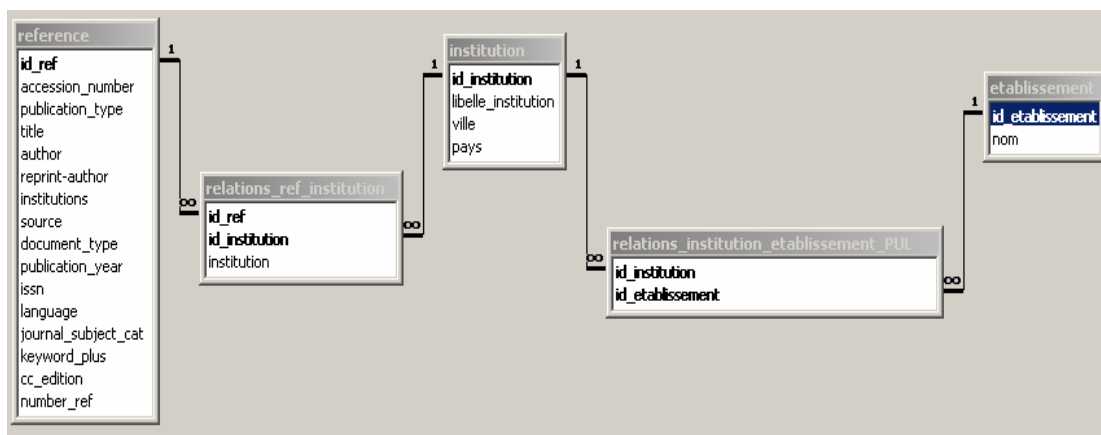 reference
id_ref
accession_number
publication_type
title
author
reprint-author
institutions
source
document_type
publication_year
issn
language
journal_subject_cat
keyword_plus
cc_edition
number_ref
1
∞
relations_ref_institution
id_ref
id_institution
institution
1
∞
institution
id_institution
libelle_institution
ville
pays
1
∞
relations_institution_etablissement_PUL
id_institution
id_etablissement
1
∞
etablissement
id_etablissement
nom